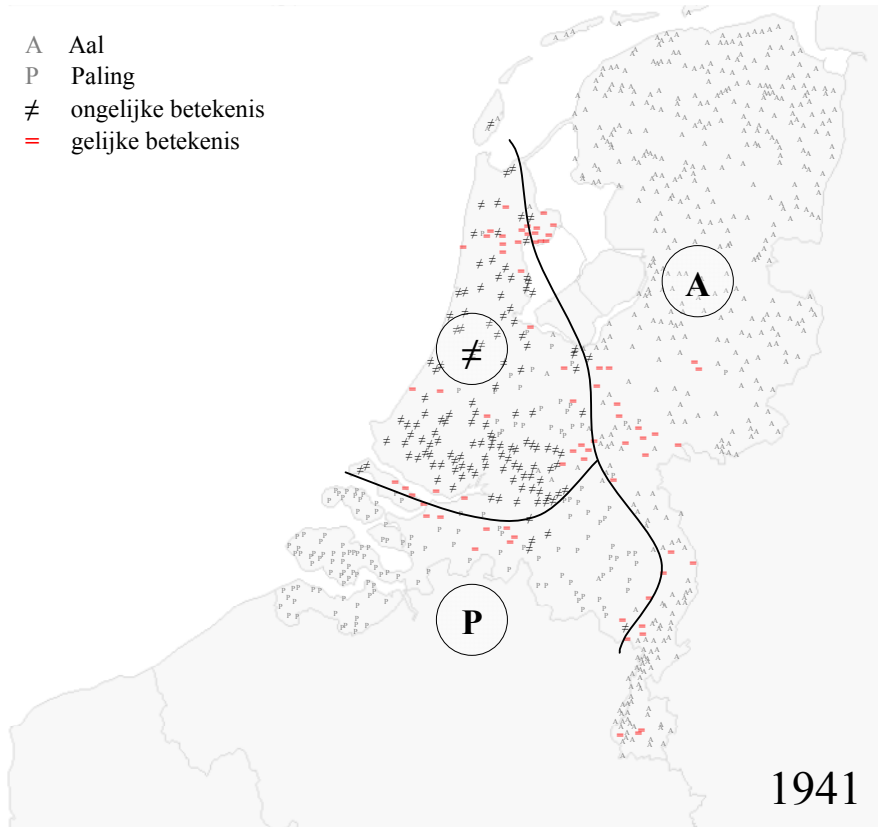 A Aal
P Paling
≠ ongelijke betekenis
= gelijke betekenis
A
≠
P
1941